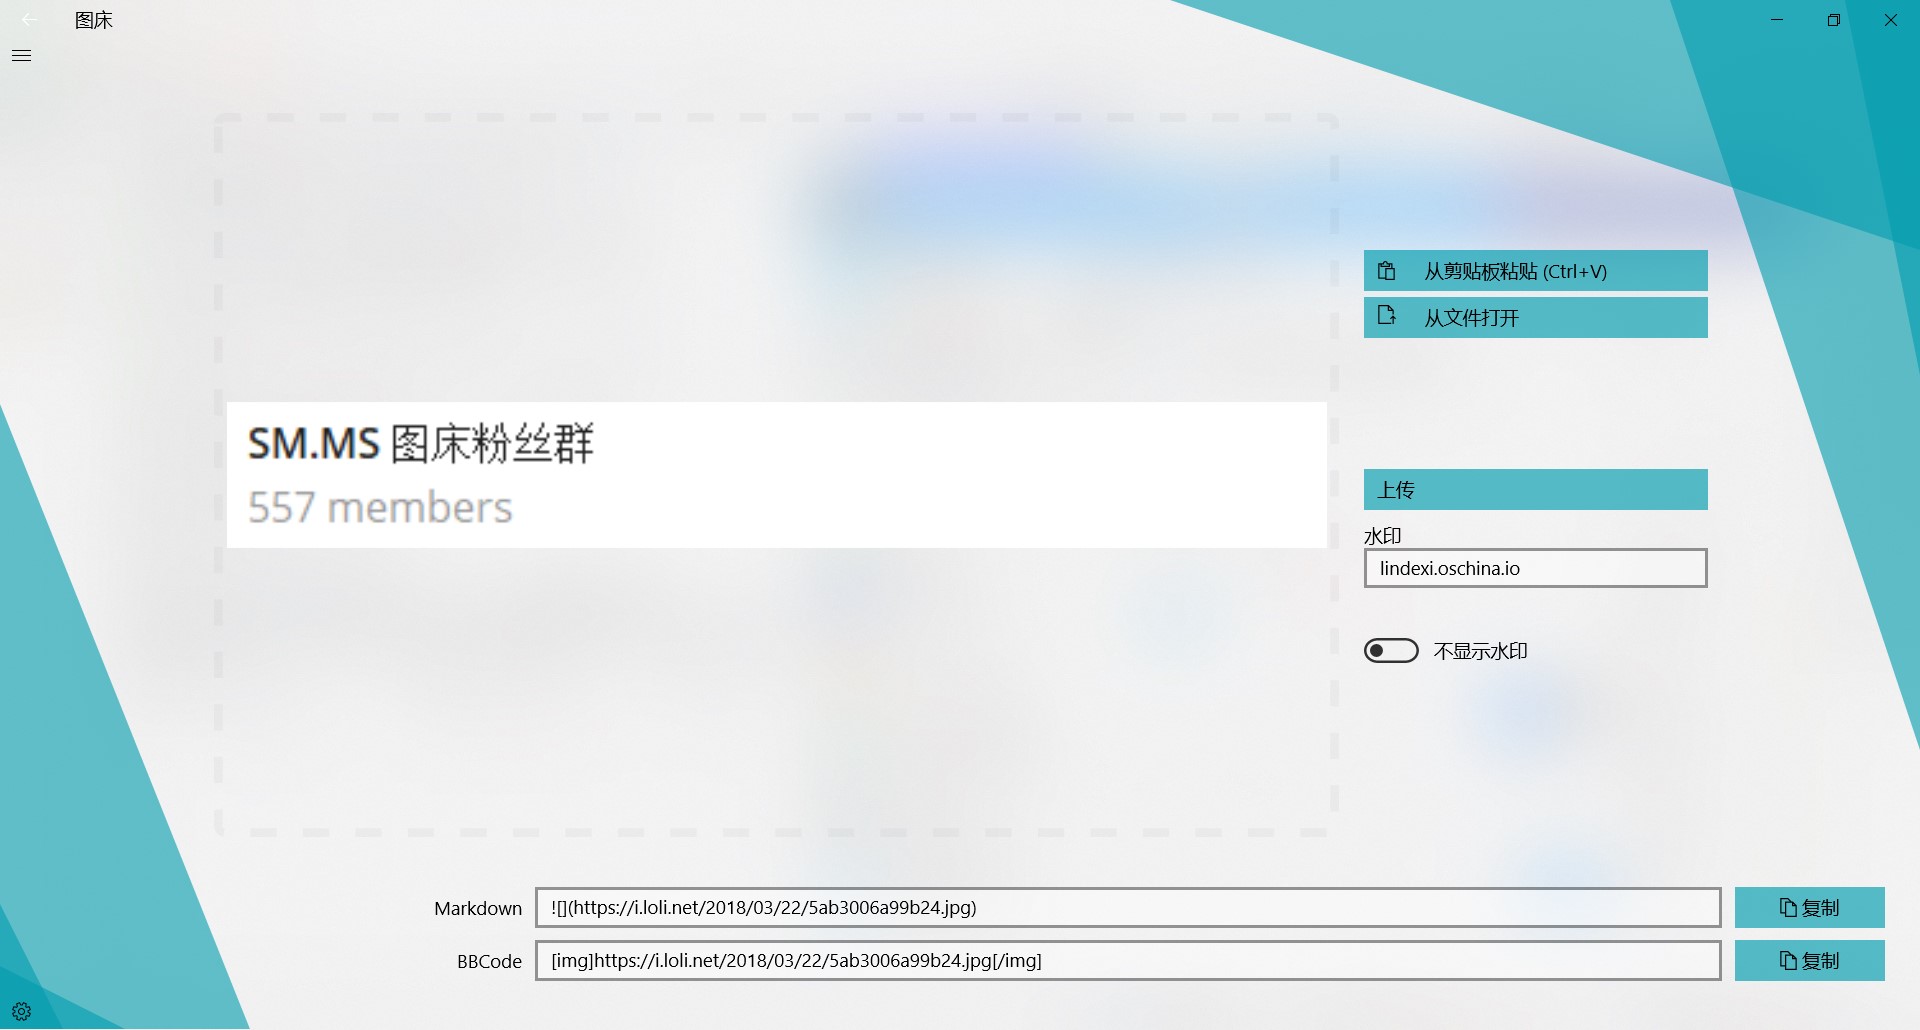 图床
从剪贴板粘贴 (Ctrl+V)
从文件打开
SM.MS 图床粉丝群
557 members
上传
水印
lindexi.oschina.io
不显示水印
Markdown
![](https://i.loli.net/2018/03/22/5ab3006a99b24.jpg)
复制
BBCode
[img]https://i.loli.net/2018/03/22/5ab3006a99b24.jpg[/img]
复制